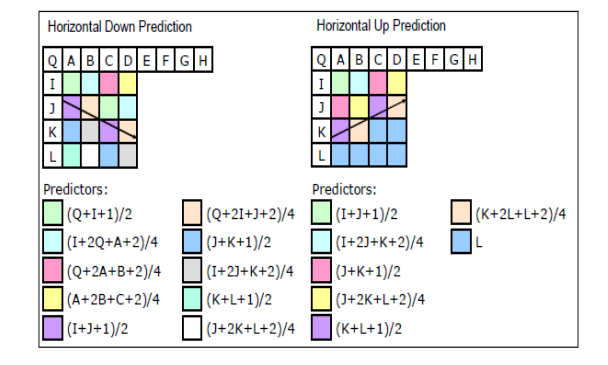 Horizontal Down Prediction
Q A B C D E F G H
I
J
K
L
Predictors:
(Q+I+1)/2
(I+2Q+A+2)/4
(Q+2A+B+2)/4
(A+2B+C+2)/4
(I+J+1)/2
(Q+2I+J+2)/4
(J+K+1)/2
(I+2J+K+2)/4
(K+L+1)/2
(J+2K+L+2)/4
Horizontal Up Prediction
Q A B C D E F G H
I
J
K
L
Predictors:
(I+J+1)/2
(I+2J+K+2)/4
(J+K+1)/2
(J+2K+L+2)/4
(K+L+1)/2
(K+2L+L+2)/4
L